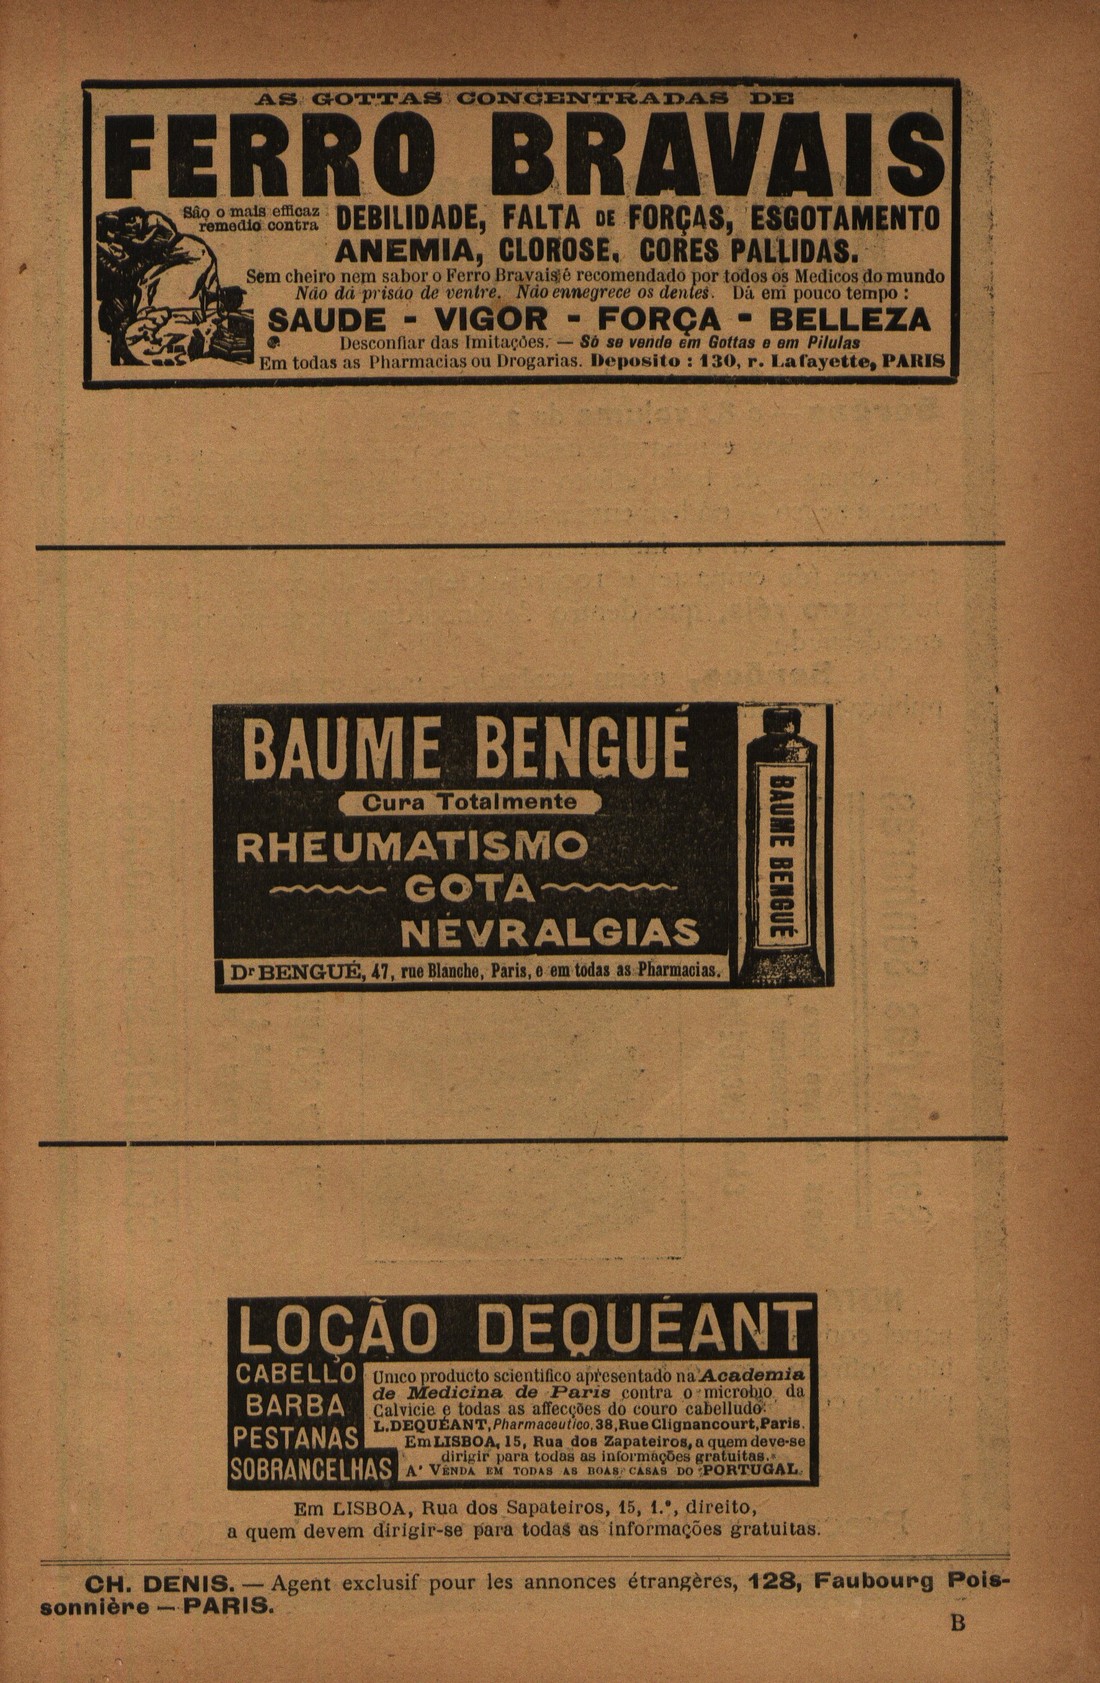 AS GOTTAS CONCENTRADAS DE
FERRO BRAVAIS
São o mais efficaz remedio contra DEBILIDADE, FALTA DE FORÇAS, ESGOTAMENTO
ANEMIA, CLOROSE, CORES PALLIDAS.
Sem cheiro nem sabor o Ferro Bravais é recomendado por todos os Medicos do mundo
Não dá prisão de ventre. Não ennegrece os dentes. Dá em pouco tempo :
SAUDE - VIGOR - FORÇA - BELLEZA
Desconfiar das Imitações. — Só se vende em Gottas e em Pilulas
Em todas as Pharmacias ou Drogarias. Deposito : 130, r. Lafayette, PARIS
BAUME BENGUÉ
Cura Totalmente
RHEUMATISMO
GOTA
NÉVRALGIAS
Dr BENGUÉ, 47, rue Blanche, Paris, e em todas as Pharmacias.
BAUME BENGUÉ
LOÇÃO DEQUÉANT
CABELLO
BARBA
PESTANAS
SOBRANCELHAS
Unico producto scientifico apresentado na Academia
de Medicina de Paris contra o microbio da
Calvicie e todas as affecções do couro cabelludo.
L. DEQUÉANT, Pharmaceutico, 38, Rue Clignancourt, Paris.
Em LISBOA, 15, Rua dos Zapateiros, a quem deve-se
dirigir para todas as informações gratuitas.
A' VENDA EM TODAS AS BOAS CASAS DO PORTUGAL
Em LISBOA, Rua dos Sapateiros, 15, 1.º, direito,
a quem devem dirigir-se para todas as informações gratuitas.
CH. DENIS. — Agent exclusif pour les annonces étrangères, 128, Faubourg Pois-
sonnière — PARIS.
B